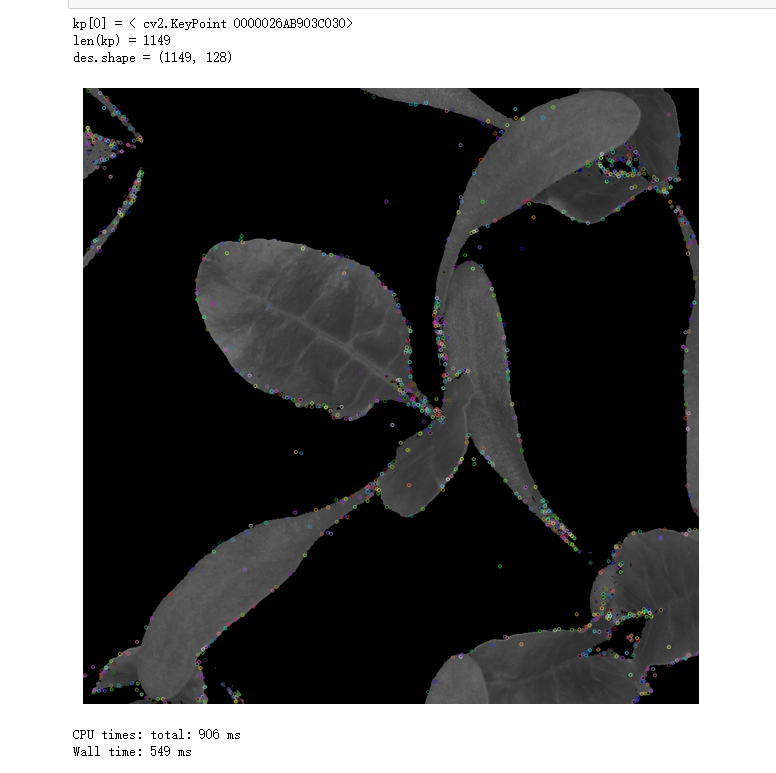 kp[0] = < cv2.KeyPoint 0000026AB903C030>
len(kp) = 1149
des.shape = (1149, 128)
CPU times: total: 906 ms
Wall time: 549 ms